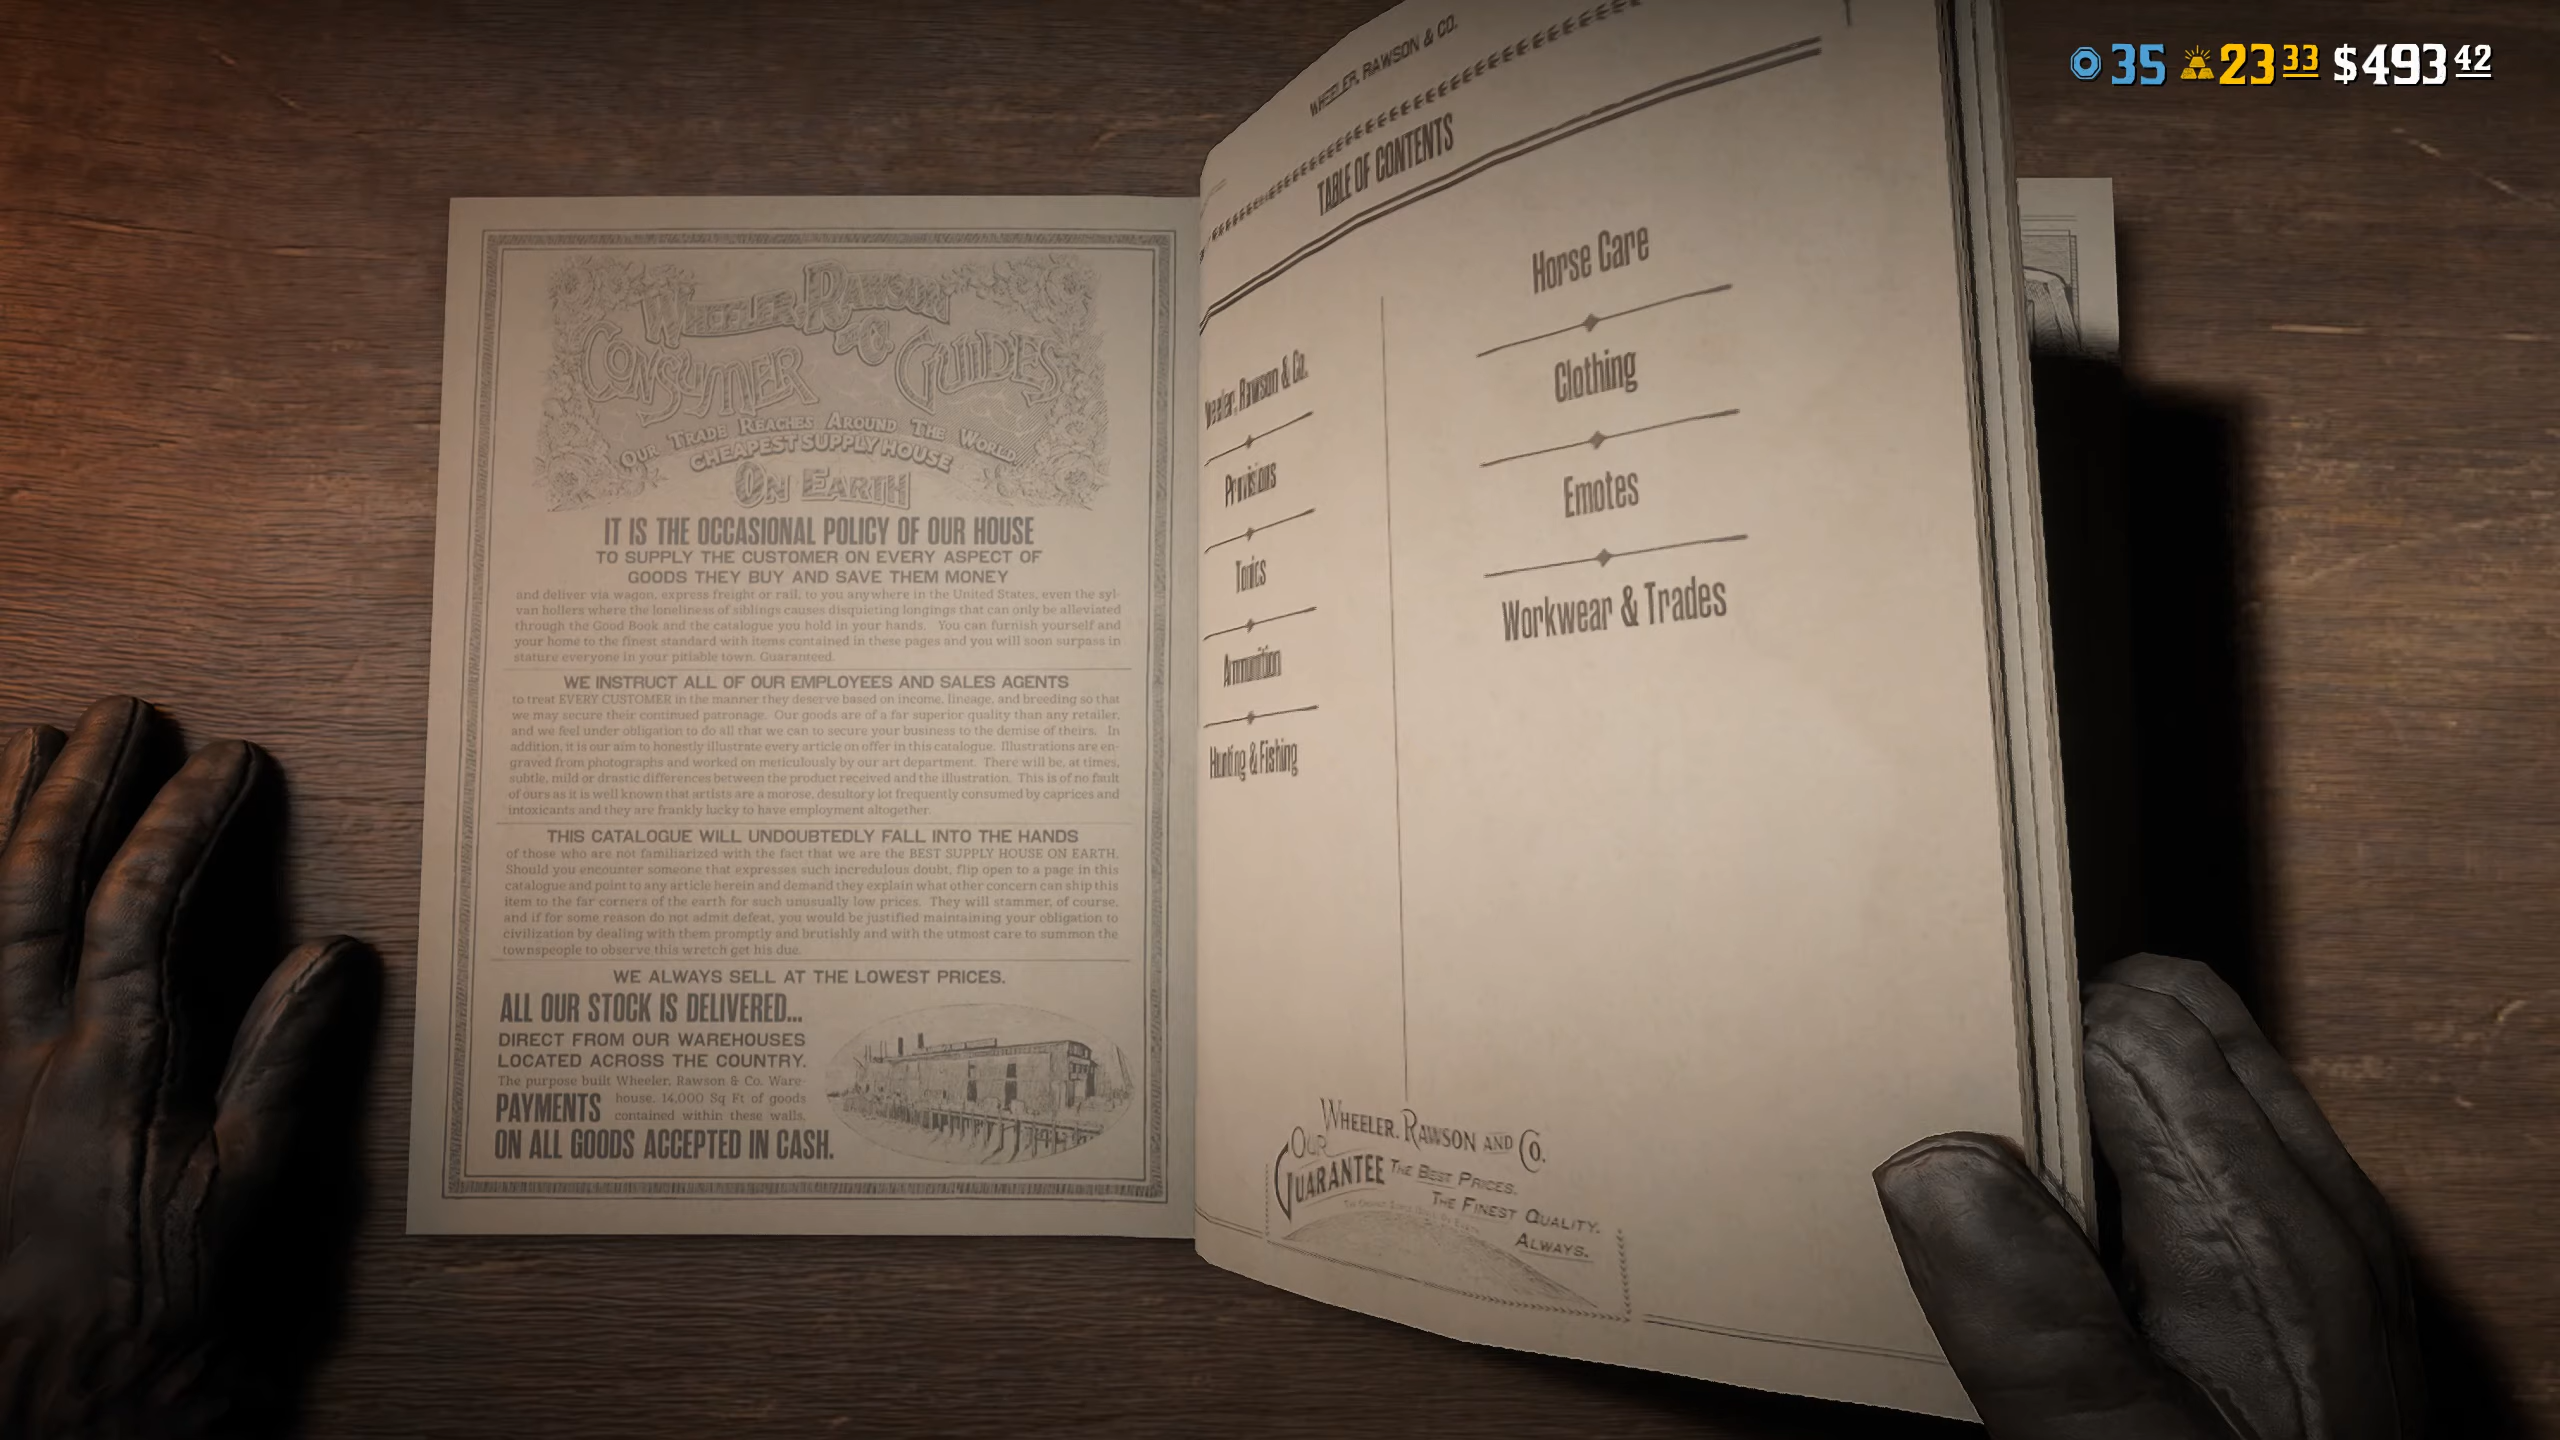 35 23 33 $493 42
WHEELER, RAWSON & CO
CONSUMER GUIDES
OUR TRADE REACHES AROUND THE WORLD
CHEAPEST SUPPLY HOUSE
ON EARTH
IT IS THE OCCASIONAL POLICY OF OUR HOUSE
TO SUPPLY THE CUSTOMER ON EVERY ASPECT OF
GOODS THEY BUY AND SAVE THEM MONEY
and deliver via wagon, express freight or rail, to you anywhere in the United States, even the syl-
van hollers where the loneliness of siblings causes disquieting longings that can only be alleviated
through the Good Book and the catalogue you hold in your hands. You can furnish yourself and
your home to the finest standard with items contained in these pages and you will soon surpass in
stature everyone in your pitiable town. Guaranteed.
WE INSTRUCT ALL OF OUR EMPLOYEES AND SALES AGENTS
to treat EVERY CUSTOMER in the manner they deserve based on income, lineage, and breeding so that
we may secure their continued patronage. Our goods are of a far superior quality than any retailer,
and we feel under obligation to do all that we can to secure your business to the demise of theirs. In
addition, it is our aim to honestly illustrate every article on offer in this catalogue. Illustrations are en-
graved from photographs and worked on meticulously by our art department. There will be, at times,
subtle, mild or drastic differences between the product received and the illustration. This is of no fault
of ours as it is well known that artists are a morose, desultory lot frequently consumed by caprices and
intoxicants and they are frankly lucky to have employment altogether.
THIS CATALOGUE WILL UNDOUBTEDLY FALL INTO THE HANDS
of those who are not familiarized with the fact that we are the BEST SUPPLY HOUSE ON EARTH.
Should you encounter someone that expresses such incredulous doubt, flip open to a page in this
catalogue and point to any article herein and demand they explain what other concern can ship this
item to the far corners of the earth for such unusually low prices. They will stammer, of course,
and if for some reason do not admit defeat, you would be justified maintaining your obligation to
civilization by dealing with them promptly and brutishly and with the utmost care to summon the
townspeople to observe this wretch get his due.
WE ALWAYS SELL AT THE LOWEST PRICES.
ALL OUR STOCK IS DELIVERED...
DIRECT FROM OUR WAREHOUSES
LOCATED ACROSS THE COUNTRY.
The purpose built Wheeler, Rawson & Co. Ware-
house. 14,000 Sq Ft of goods
contained within these walls.
PAYMENTS
ON ALL GOODS ACCEPTED IN CASH.
WHEELER, RAWSON & CO.
TABLE OF CONTENTS
eeler, Rawson & Co.
Provisions
Tonics
Ammunition
Hunting & Fishing
Horse Care
Clothing
Emotes
Workwear & Trades
WHEELER, RAWSON AND CO.
OUR GUARANTEE
THE BEST PRICES.
THE FINEST QUALITY.
ALWAYS.